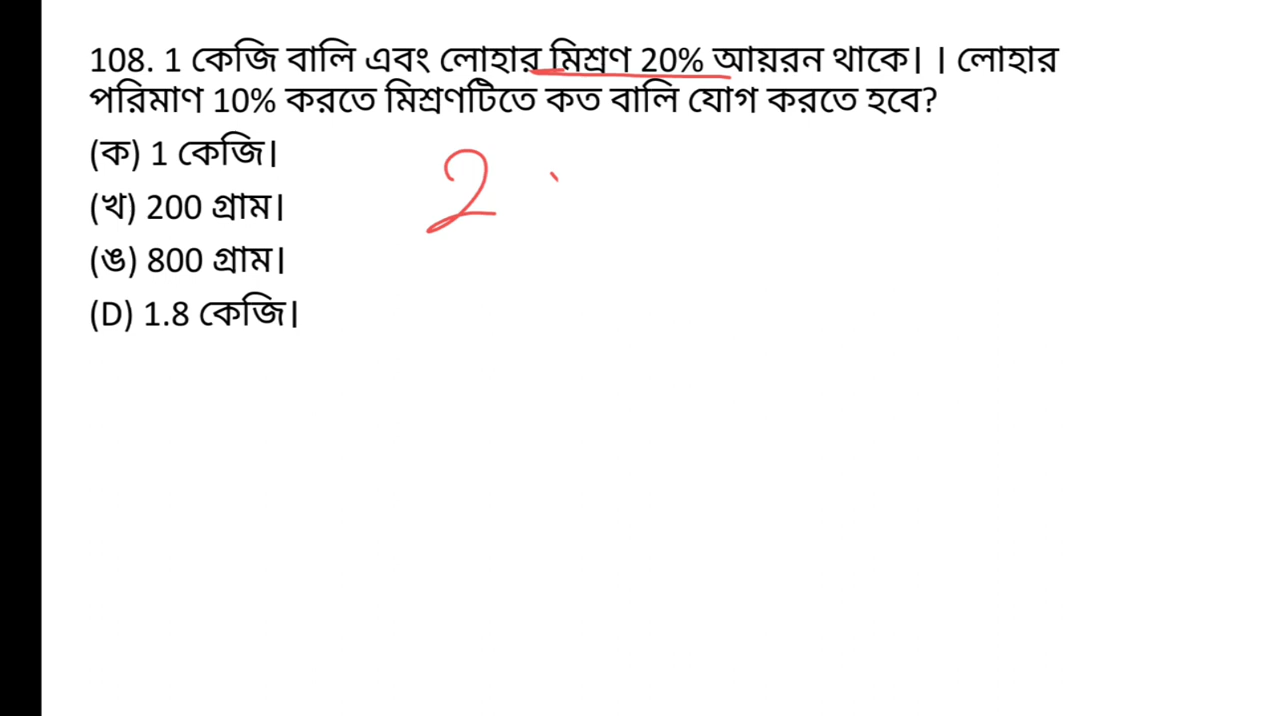 108. 1 কেজি বালি এবং লোহার মিশ্রণ 20% আয়রন থাকে। । লোহার
পরিমাণ 10% করতে মিশ্রণটিতে কত বালি যোগ করতে হবে?
(ক) 1 কেজি।
2
(খ) 200 গ্রাম।
(ঙ) 800 গ্রাম।
(D) 1.8 কেজি।